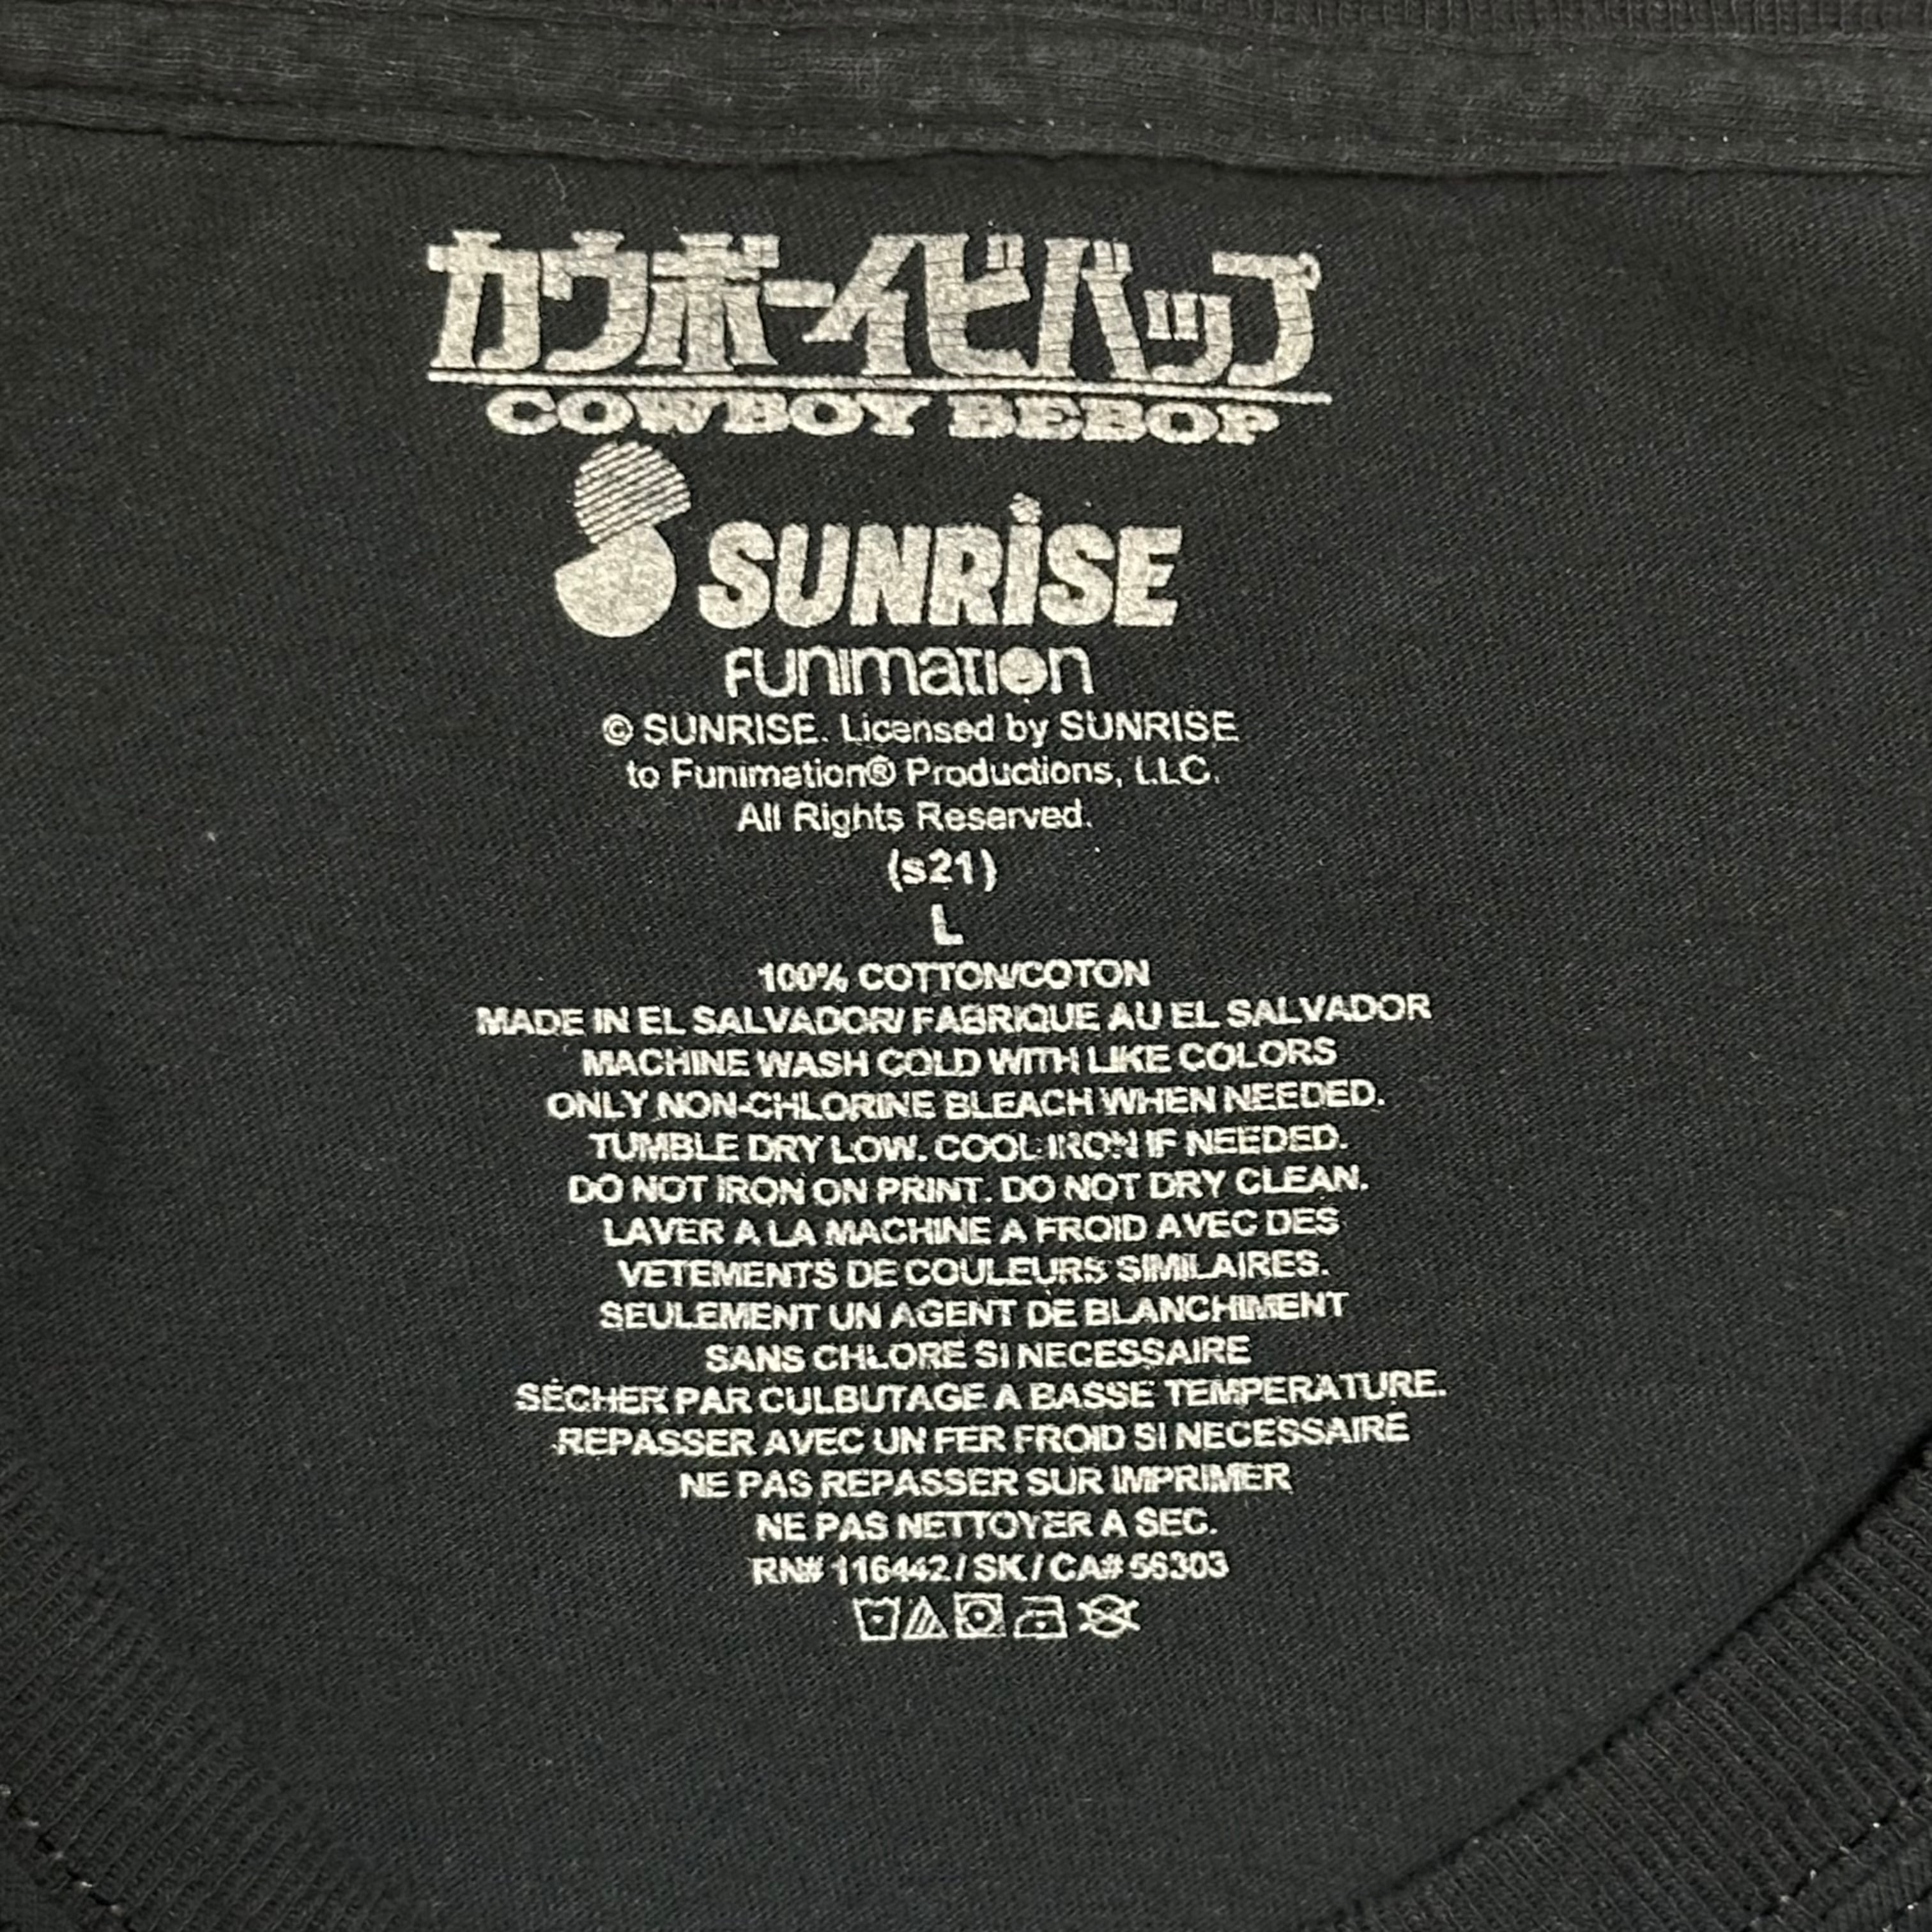 カウボーイビバップ
COWBOY BEBOP
SUNRISE
FUnimation
© SUNRISE. Licensed by SUNRISE
to Funimation® Productions, LLC.
All Rights Reserved.
(s21)
L
100% COTTON/COTON
MADE IN EL SALVADOR/ FABRIQUE AU EL SALVADOR
MACHINE WASH COLD WITH LIKE COLORS
ONLY NON-CHLORINE BLEACH WHEN NEEDED.
TUMBLE DRY LOW. COOL IRON IF NEEDED.
DO NOT IRON ON PRINT. DO NOT DRY CLEAN.
LAVER A LA MACHINE A FROID AVEC DES
VETEMENTS DE COULEURS SIMILAIRES.
SEULEMENT UN AGENT DE BLANCHIMENT
SANS CHLORE SI NECESSAIRE
SÉCHER PAR CULBUTAGE A BASSE TEMPERATURE.
REPASSER AVEC UN FER FROID SI NECESSAIRE
NE PAS REPASSER SUR IMPRIMER
NE PAS NETTOYER A SEC.
RN# 116442 / SK / CA# 56303